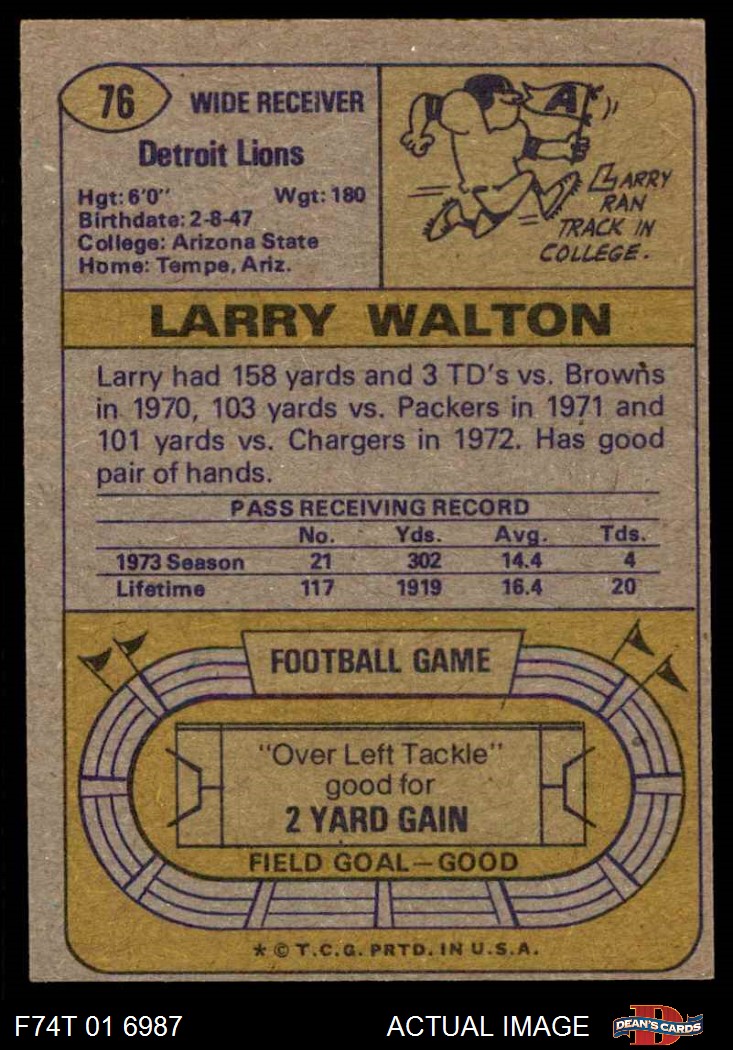 76
WIDE RECEIVER
Detroit Lions
Hgt: 6'0" Wgt: 180
Birthdate: 2-8-47
College: Arizona State
Home: Tempe, Ariz.
A
LARRY
RAN
TRACK IN
COLLEGE.
LARRY WALTON
Larry had 158 yards and 3 TD's vs. Browns
in 1970, 103 yards vs. Packers in 1971 and
101 yards vs. Chargers in 1972. Has good
pair of hands.
PASS RECEIVING RECORD
No. Yds. Avg. Tds.
1973 Season 21 302 14.4 4
Lifetime 117 1919 16.4 20
FOOTBALL GAME
"Over Left Tackle"
good for
2 YARD GAIN
FIELD GOAL—GOOD
* © T.C.G. PRTD. IN U.S.A.
F74T 01 6987 ACTUAL IMAGE
D
DEAN'S CARDS